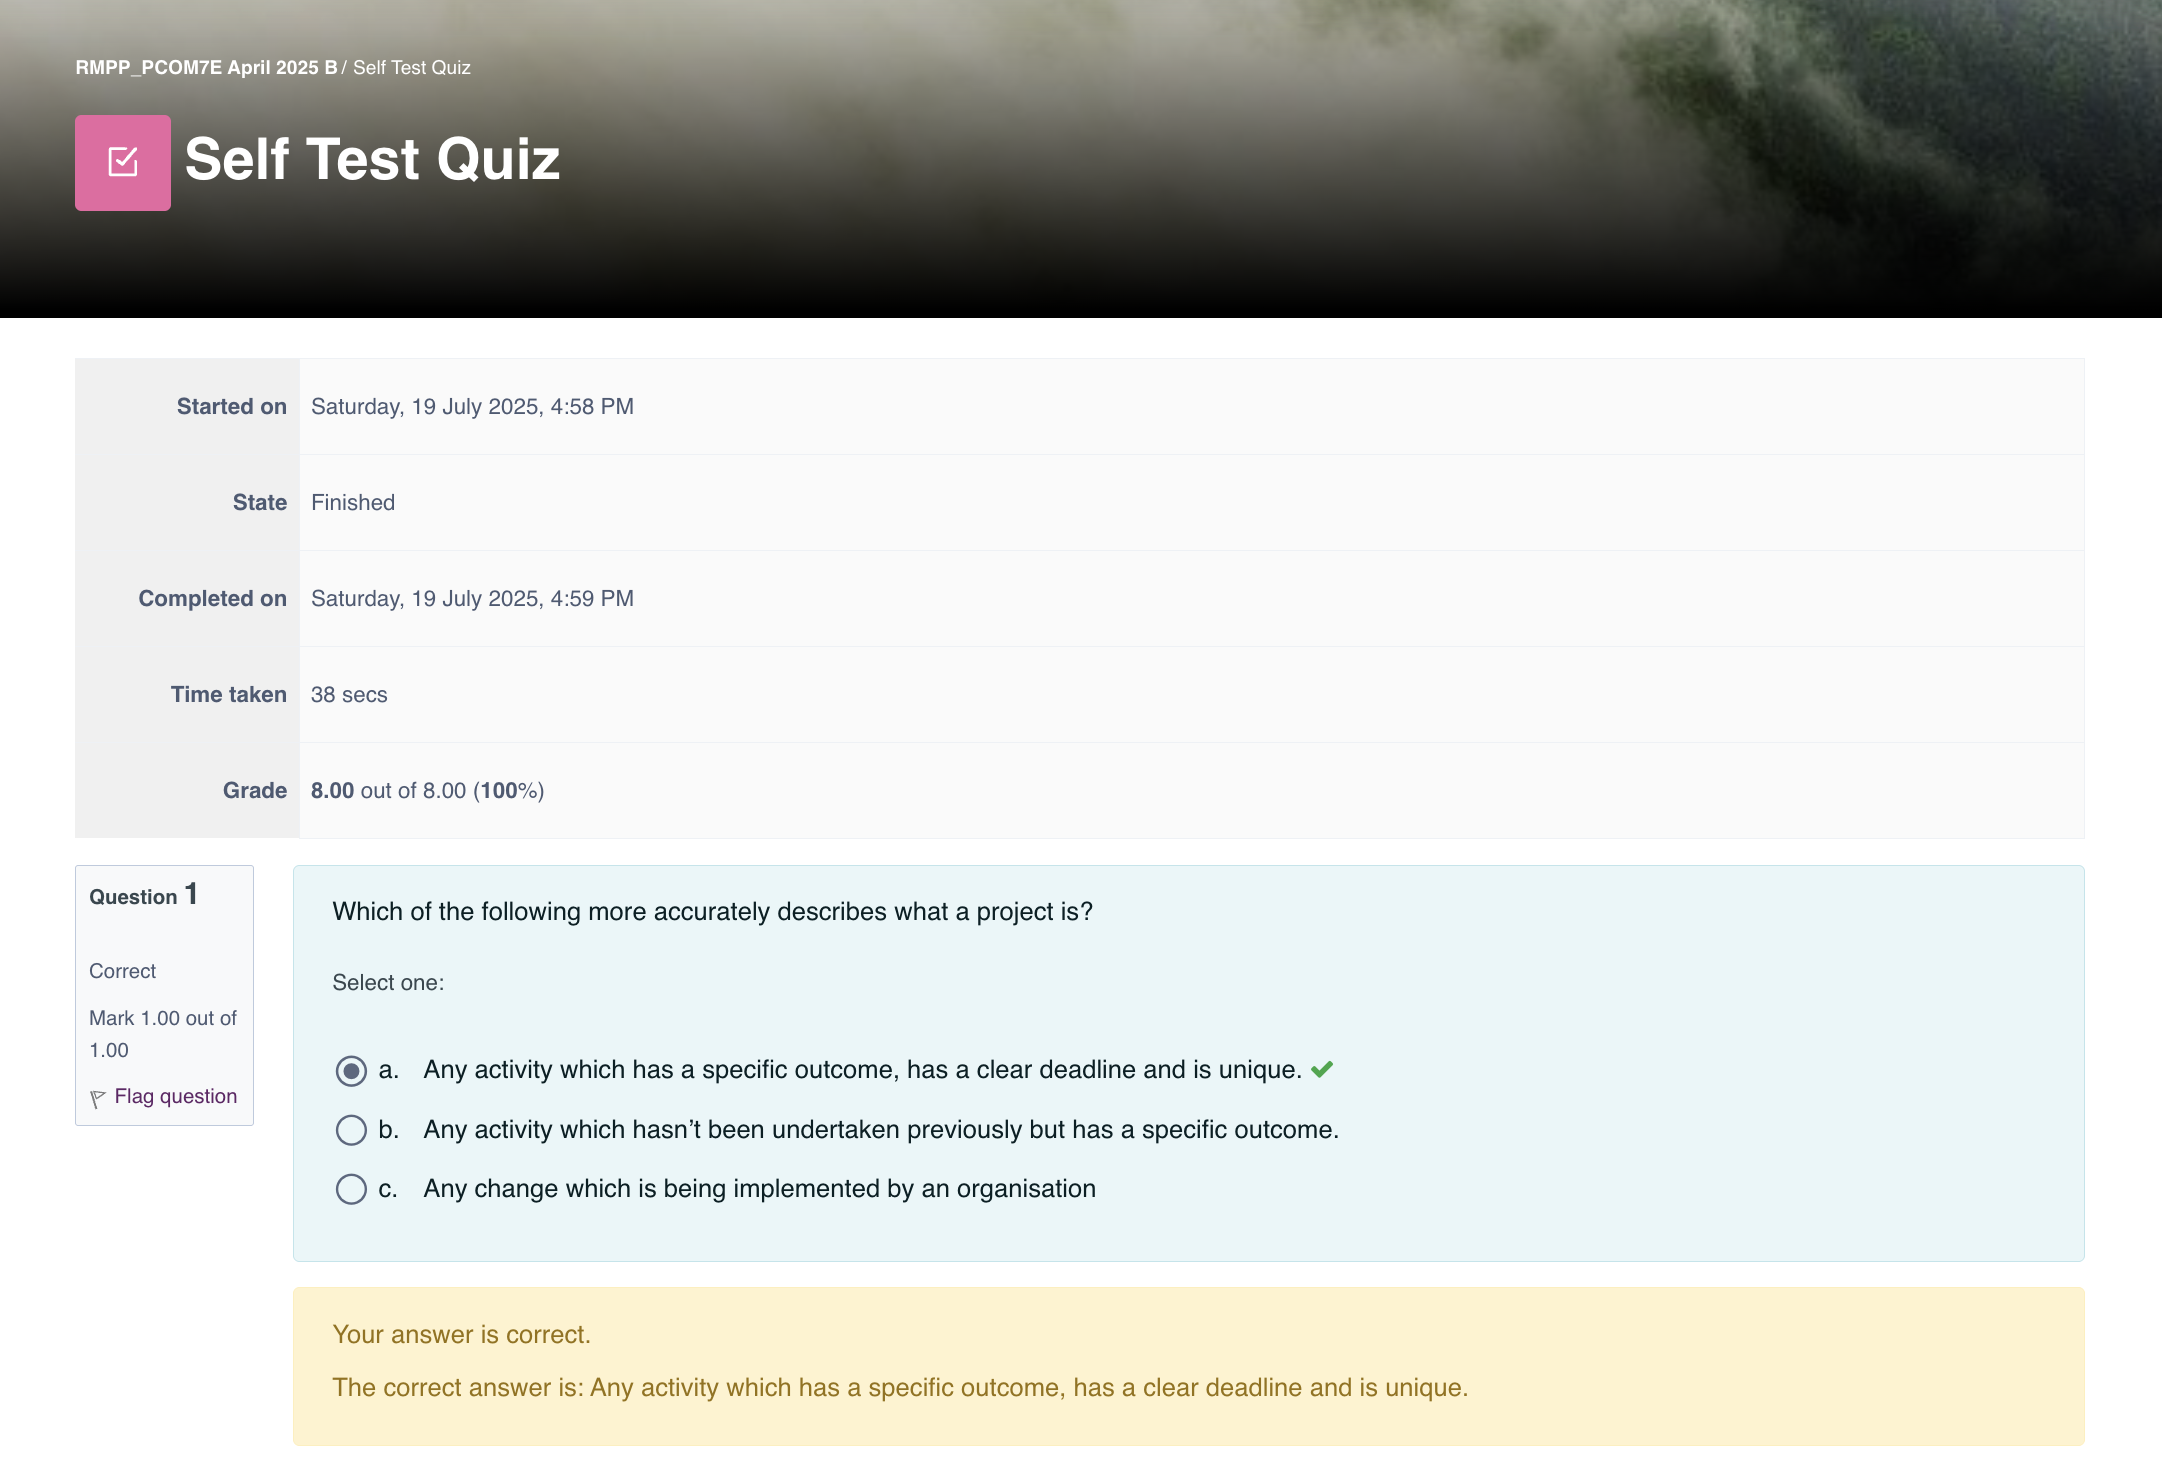 RMPP_PCOM7E April 2025 B / Self Test Quiz
Self Test Quiz
Started on Saturday, 19 July 2025, 4:58 PM
State Finished
Completed on Saturday, 19 July 2025, 4:59 PM
Time taken 38 secs
Grade 8.00 out of 8.00 (100%)
Question 1
Correct
Mark 1.00 out of
1.00
Flag question
Which of the following more accurately describes what a project is?
Select one:
a. Any activity which has a specific outcome, has a clear deadline and is unique.
b. Any activity which hasn’t been undertaken previously but has a specific outcome.
c. Any change which is being implemented by an organisation
Your answer is correct.
The correct answer is: Any activity which has a specific outcome, has a clear deadline and is unique.